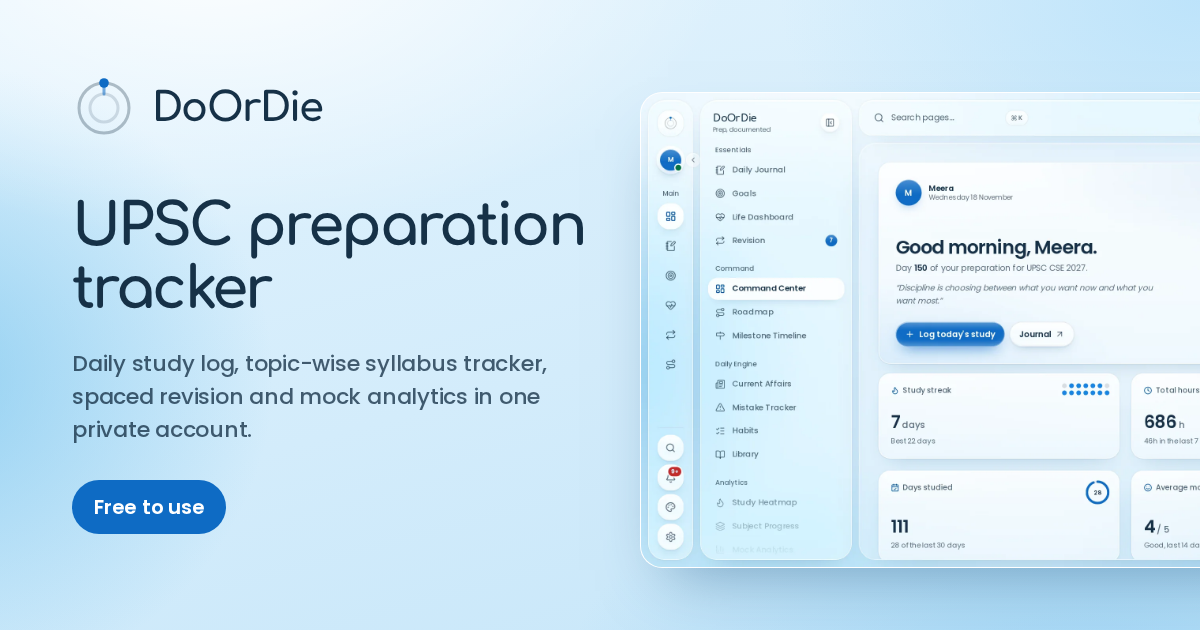 DoOrDie
UPSC preparation
tracker
Daily study log, topic-wise syllabus tracker,
spaced revision and mock analytics in one
private account.
Free to use
M
Main
9+
DoOrDie
Prep, documented
Essentials
Daily Journal
Goals
Life Dashboard
Revision
7
Command
Command Center
Roadmap
Milestone Timeline
Daily Engine
Current Affairs
Mistake Tracker
Habits
Library
Analytics
Study Heatmap
Subject Progress
Mock Analytics
Search pages...
⌘K
M
Meera
Wednesday 18 November
Good morning, Meera.
Day 150 of your preparation for UPSC CSE 2027.
“Discipline is choosing between what you want now and what you
want most.”
+ Log today's study
Journal ↗
Study streak
7 days
Best 22 days
Total hours
686 h
46h in the last 7
Days studied
28
111
28 of the last 30 days
Average mo
4 / 5
Good, last 14 da